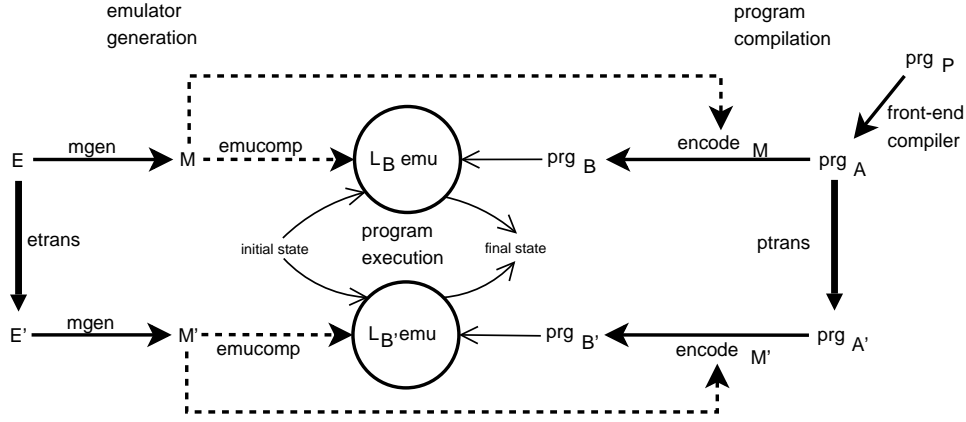 emulator
generation
program
compilation
prg P
front-end
compiler
E
mgen
M
emucomp
L B emu
prg B
encode M
prg A
etrans
initial state
program
execution
final state
ptrans
E'
mgen
M'
emucomp
L B' emu
prg B'
encode M'
prg A'